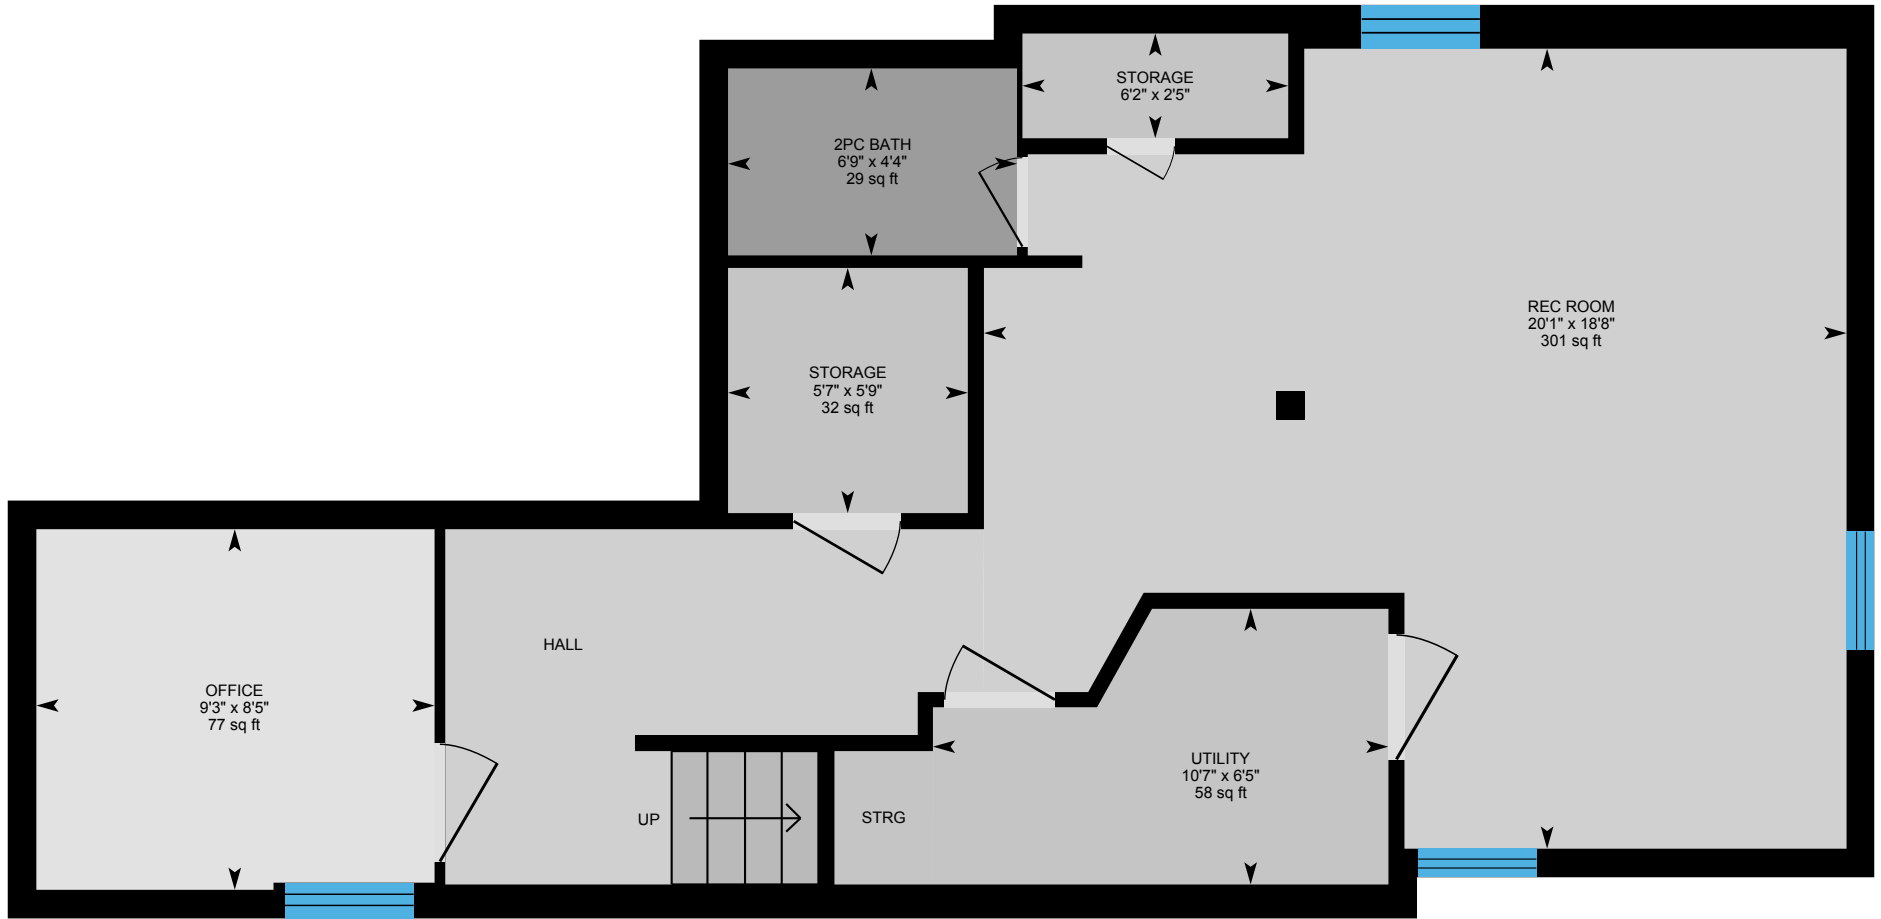 STORAGE
6'2" x 2'5"
2PC BATH
6'9" x 4'4"
29 sq ft
REC ROOM
20'1" x 18'8"
301 sq ft
STORAGE
5'7" x 5'9"
32 sq ft
HALL
OFFICE
9'3" x 8'5"
77 sq ft
UTILITY
10'7" x 6'5"
58 sq ft
UP
STRG